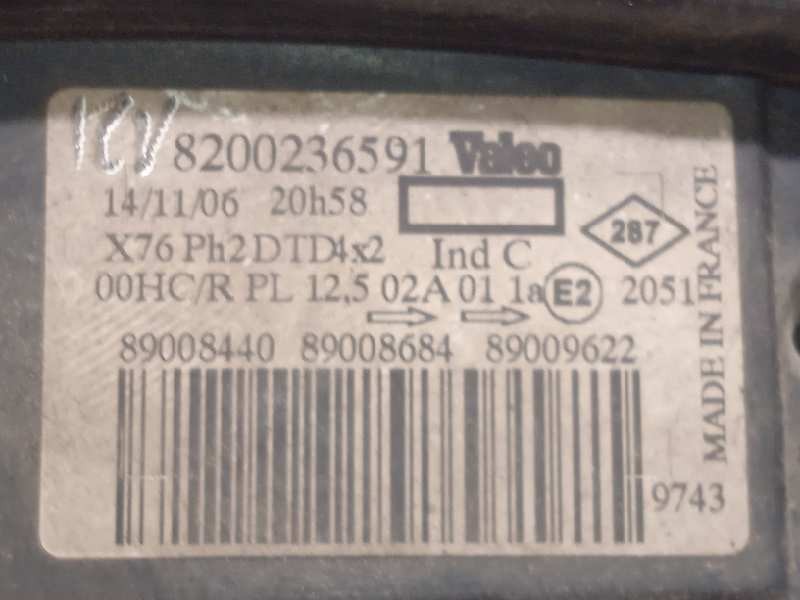 8200236591 Valeo
14/11/06 20h58
287
X76 Ph2 DTD4x2 Ind C
00HC/R PL 12,5 02A 01 1a E2 2051
89008440 89008684 89009622
9743
MADE IN FRANCE